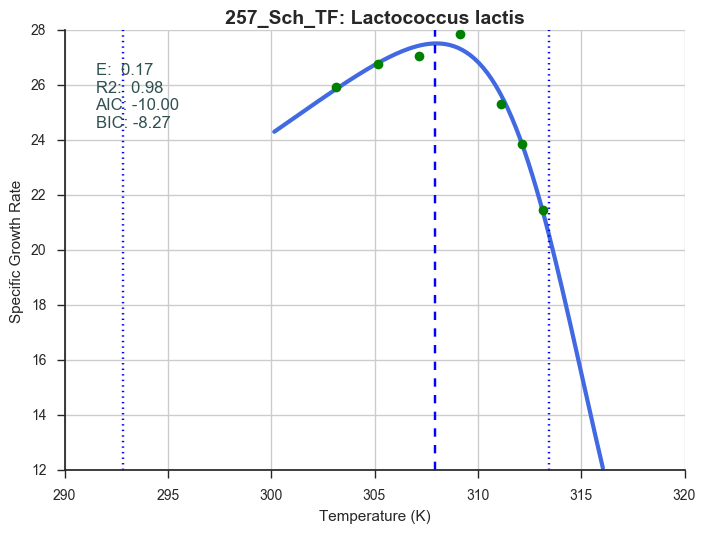 257_Sch_TF: Lactococcus lactis
E:  0.17
R2:  0.98
AIC: -10.00
BIC: -8.27
Specific Growth Rate
28
26
24
22
20
18
16
14
12
290 295 300 305 310 315 320
Temperature (K)